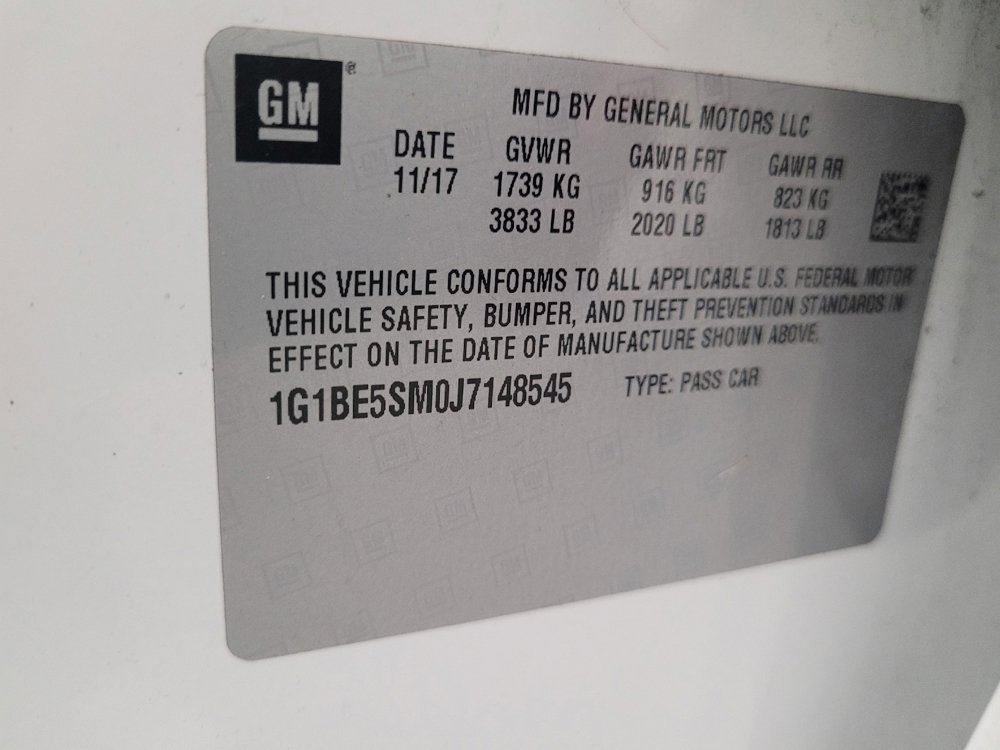 GM ®
MFD BY GENERAL MOTORS LLC
DATE GVWR GAWR FRT GAWR RR
11/17 1739 KG 916 KG 823 KG
3833 LB 2020 LB 1813 LB
THIS VEHICLE CONFORMS TO ALL APPLICABLE U.S. FEDERAL MOTOR
VEHICLE SAFETY, BUMPER, AND THEFT PREVENTION STANDARDS IN
EFFECT ON THE DATE OF MANUFACTURE SHOWN ABOVE.
1G1BE5SM0J7148545 TYPE: PASS CAR